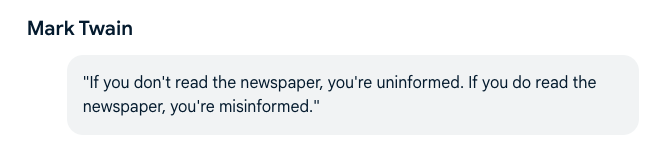 Mark Twain
"If you don't read the newspaper, you're uninformed. If you do read the
newspaper, you're misinformed."